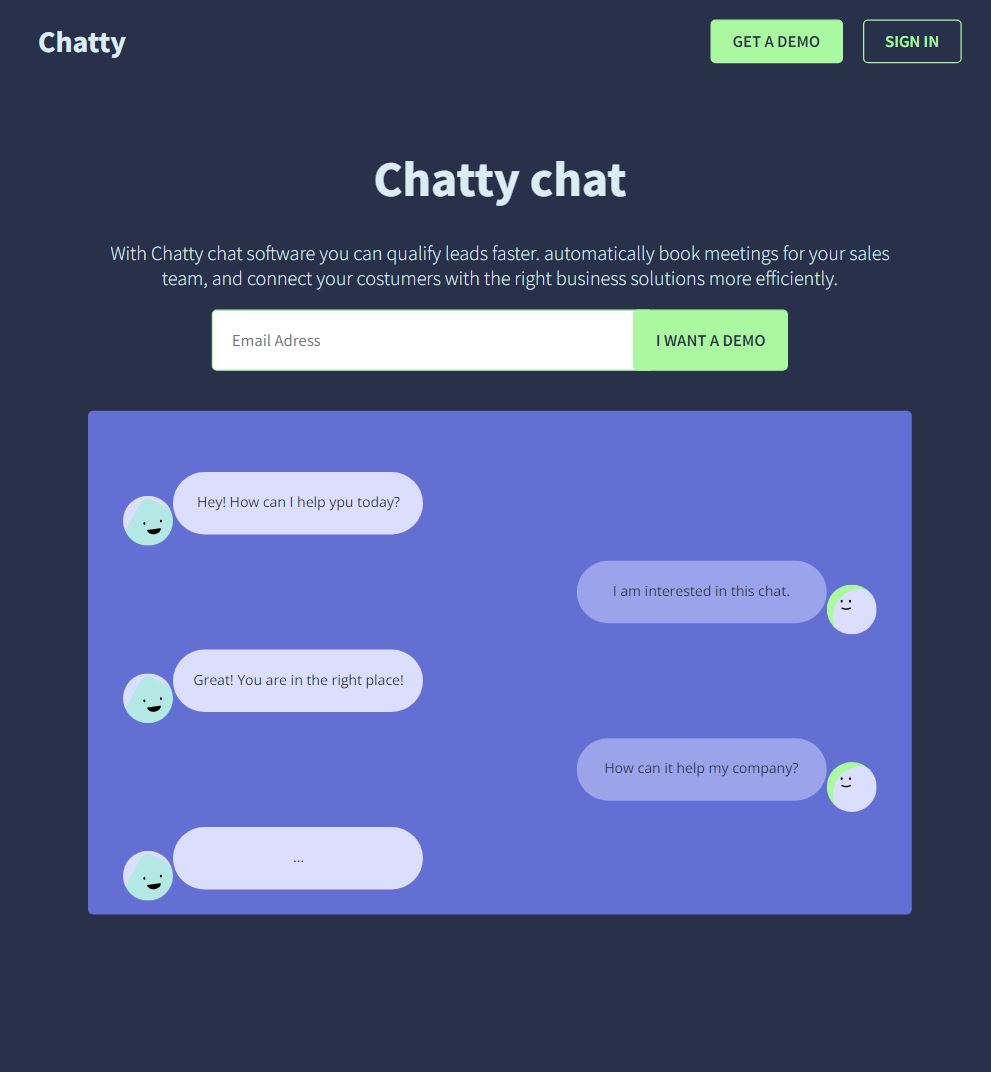 Chatty
GET A DEMO
SIGN IN
Chatty chat
With Chatty chat software you can qualify leads faster. automatically book meetings for your sales
team, and connect your costumers with the right business solutions more efficiently.
Email Adress
I WANT A DEMO
Hey! How can I help ypu today?
I am interested in this chat.
Great! You are in the right place!
How can it help my company?
...